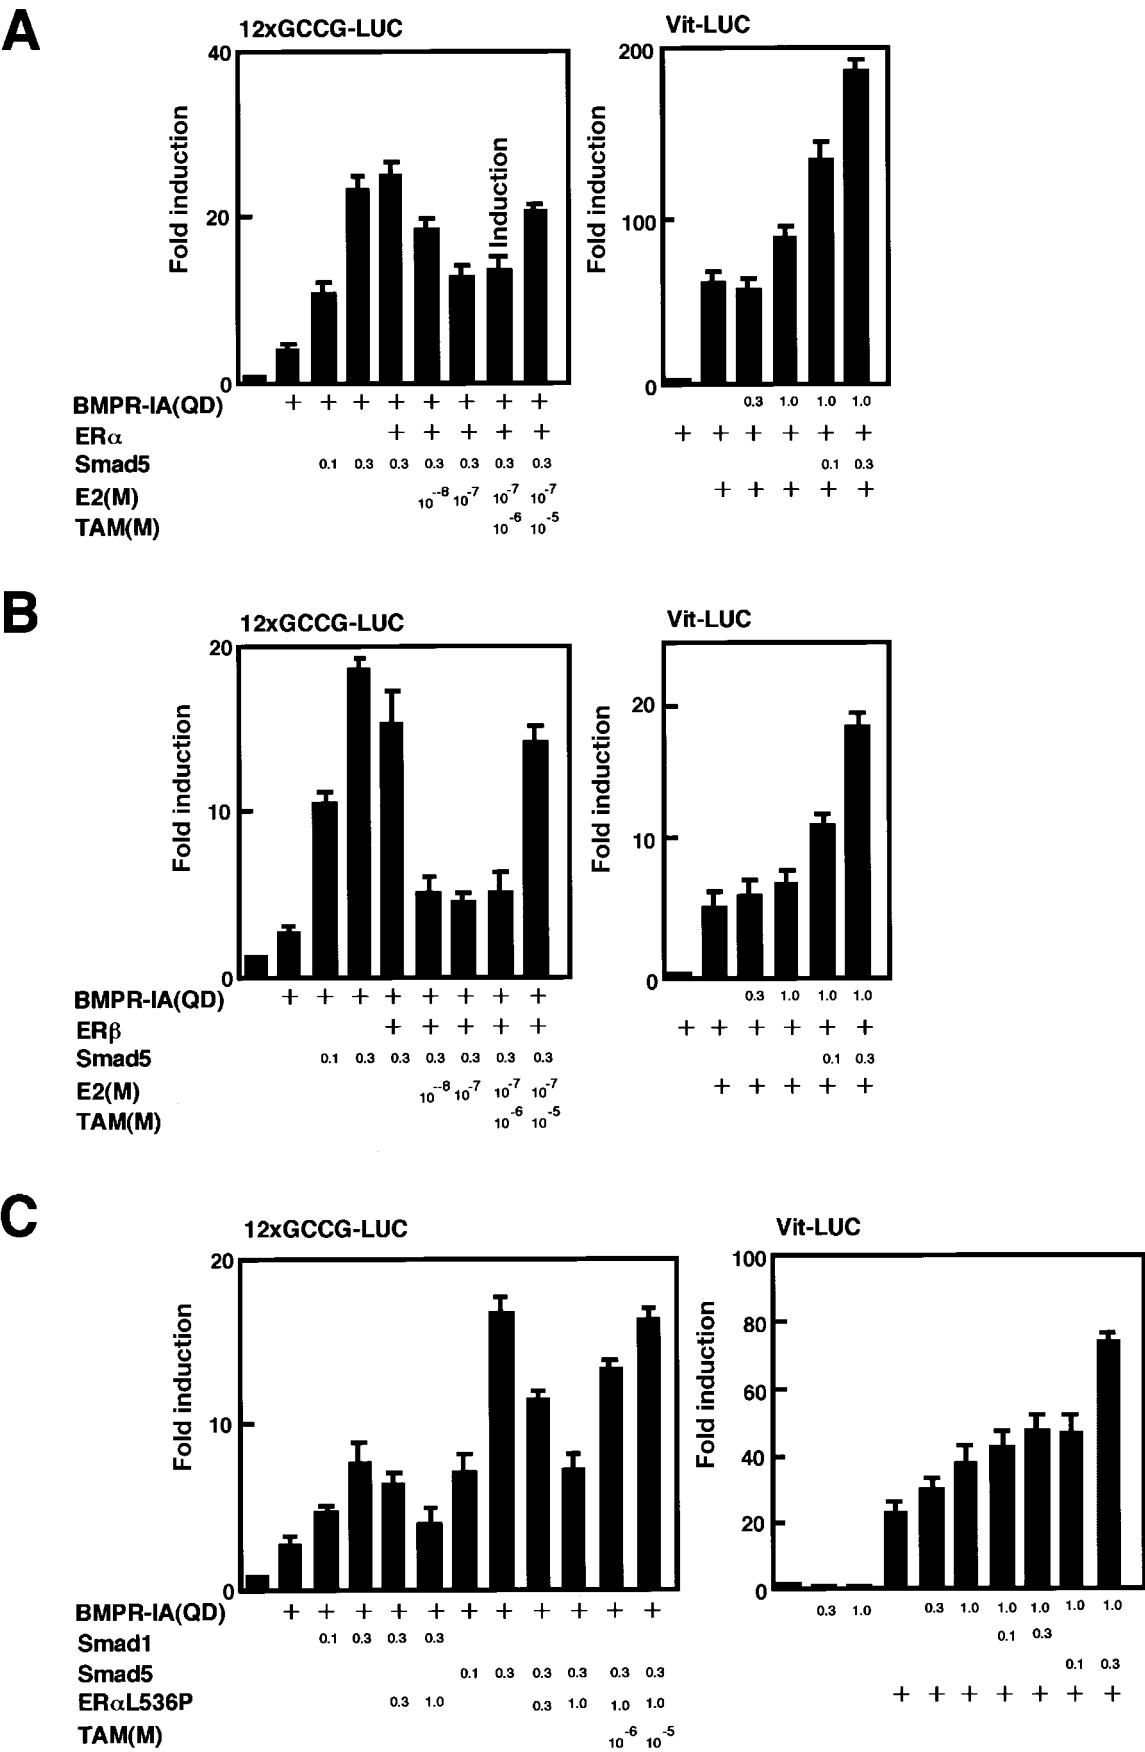 A
12xGCCG-LUC
Vit-LUC
40
20
0
Fold induction
Induction
200
100
0
Fold induction
BMPR-IA(QD) + + + + + + + + 0.3 1.0 1.0 1.0
ERα + + + + + + + + + + +
Smad5 0.1 0.3 0.3 0.3 0.3 0.3 0.3 0.1 0.3
E2(M) 10⁻⁻⁸ 10⁻⁷ 10⁻⁷ 10⁻⁷ + + + + +
TAM(M) 10⁻⁶ 10⁻⁵
B
12xGCCG-LUC
Vit-LUC
20
10
0
Fold induction
20
10
0
Fold induction
BMPR-IA(QD) + + + + + + + + 0.3 1.0 1.0 1.0
ERβ + + + + + + + + + + +
Smad5 0.1 0.3 0.3 0.3 0.3 0.3 0.3 0.1 0.3
E2(M) 10⁻⁻⁸ 10⁻⁷ 10⁻⁷ 10⁻⁷ + + + + +
TAM(M) 10⁻⁶ 10⁻⁵
C
12xGCCG-LUC
Vit-LUC
20
10
0
Fold induction
100
80
60
40
20
0
Fold induction
BMPR-IA(QD) + + + + + + + + + + + 0.3 1.0 0.3 1.0 1.0 1.0 1.0 1.0
Smad1 0.1 0.3 0.3 0.3 0.1 0.3
Smad5 0.1 0.3 0.3 0.3 0.3 0.3 0.1 0.3
ERαL536P 0.3 1.0 0.3 1.0 1.0 1.0 + + + + + + +
TAM(M) 10⁻⁶ 10⁻⁵